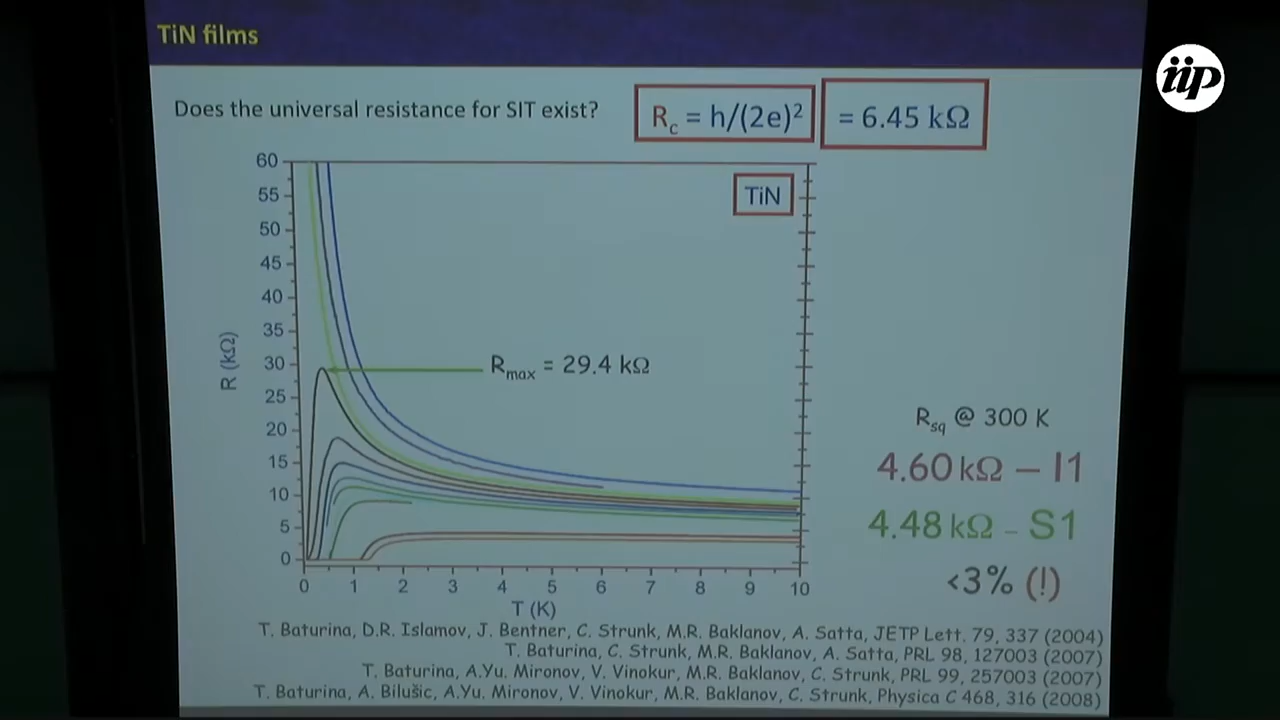 TiN films
iip
Does the universal resistance for SIT exist?
Rc = h/(2e)²
= 6.45 kΩ
60
55
50
45
40
35
30
25
20
15
10
5
0
R (kΩ)
TiN
Rmax = 29.4 kΩ
0 1 2 3 4 5 6 7 8 9 10
T (K)
Rsq @ 300 K
4.60 kΩ – I1
4.48 kΩ – S1
<3% (!)
T. Baturina, D.R. Islamov, J. Bentner, C. Strunk, M.R. Baklanov, A. Satta, JETP Lett. 79, 337 (2004)
T. Baturina, C. Strunk, M.R. Baklanov, A. Satta, PRL 98, 127003 (2007)
T. Baturina, A.Yu. Mironov, V. Vinokur, M.R. Baklanov, C. Strunk, PRL 99, 257003 (2007)
T. Baturina, A. Bilušic, A.Yu. Mironov, V. Vinokur, M.R. Baklanov, C. Strunk, Physica C 468, 316 (2008)